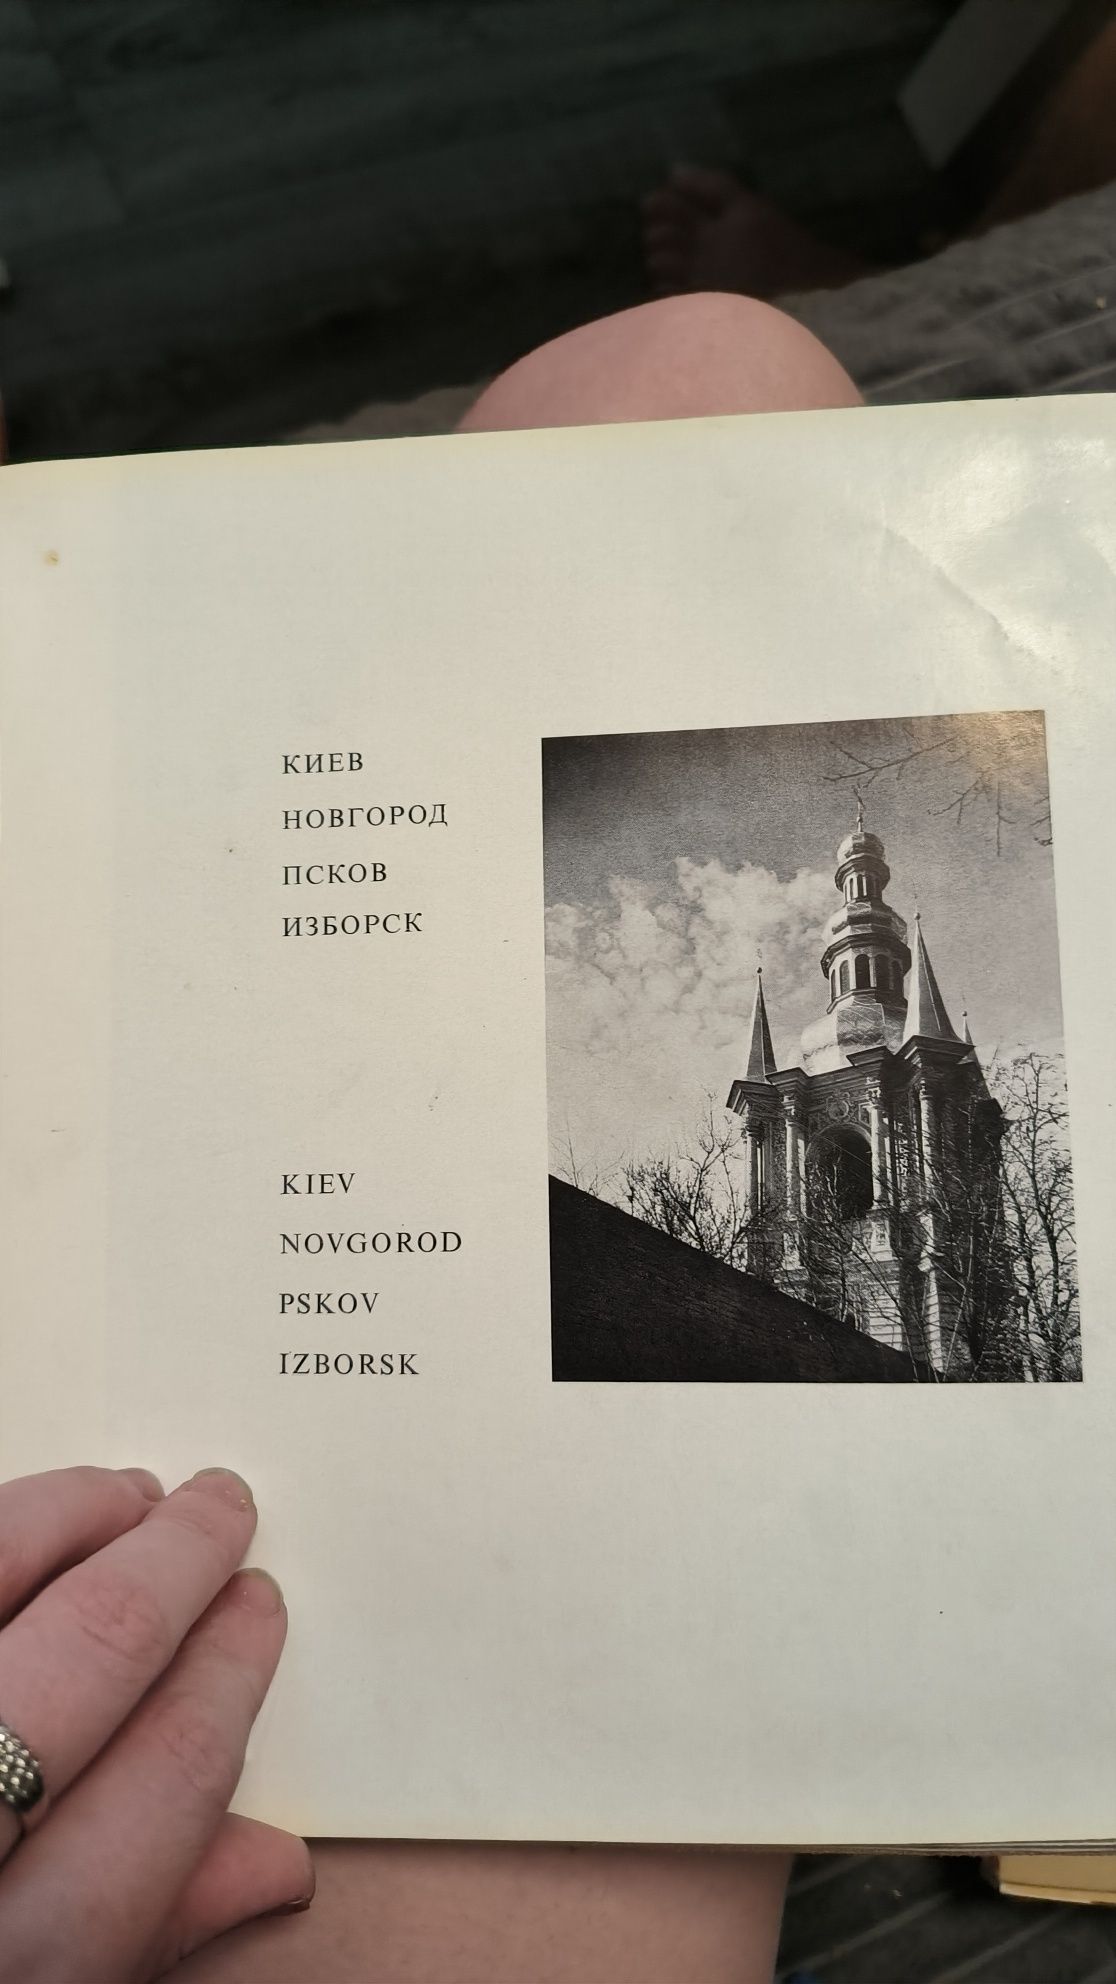 КИЕВ
НОВГОРОД
ПСКОВ
ИЗБОРСК
KIEV
NOVGOROD
PSKOV
IZBORSK